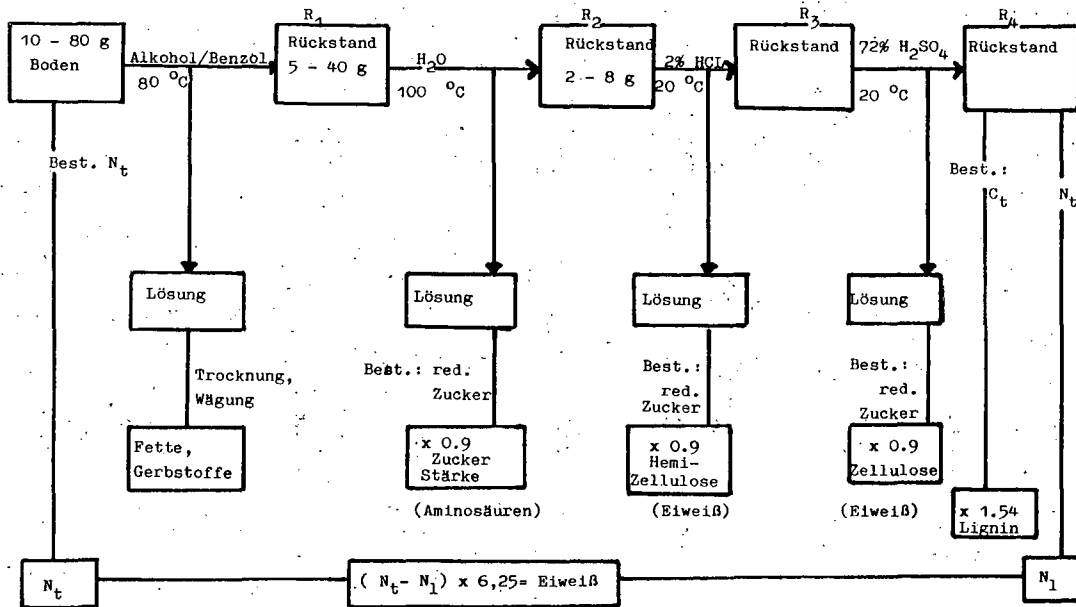 10 - 80 g
Boden
Alkohol/Benzöl
80 °C
R1
Rückstand
5 - 40 g
H2O
100 °C
R2
Rückstand
2 - 8 g
2% HCL
20 °C
R3
Rückstand
72% H2SO4
20 °C
R4
Rückstand
Best. Nt
Best.:
Ct
Nt
Lösung
Lösung
Lösung
Lösung
Trocknung,
Wägung
Best.: red.
Zucker
Best.:
red.
Zucker
Best.:
red.
Zucker
Fette,
Gerbstoffe
x 0.9
Zucker
Stärke
(Aminosäuren)
x 0.9
Hemi-
Zellulose
(Eiweiß)
x 0.9
Zellulose
(Eiweiß)
x 1.54
Lignin
Nt
( Nt- Nl) x 6,25= Eiweiß
Nl